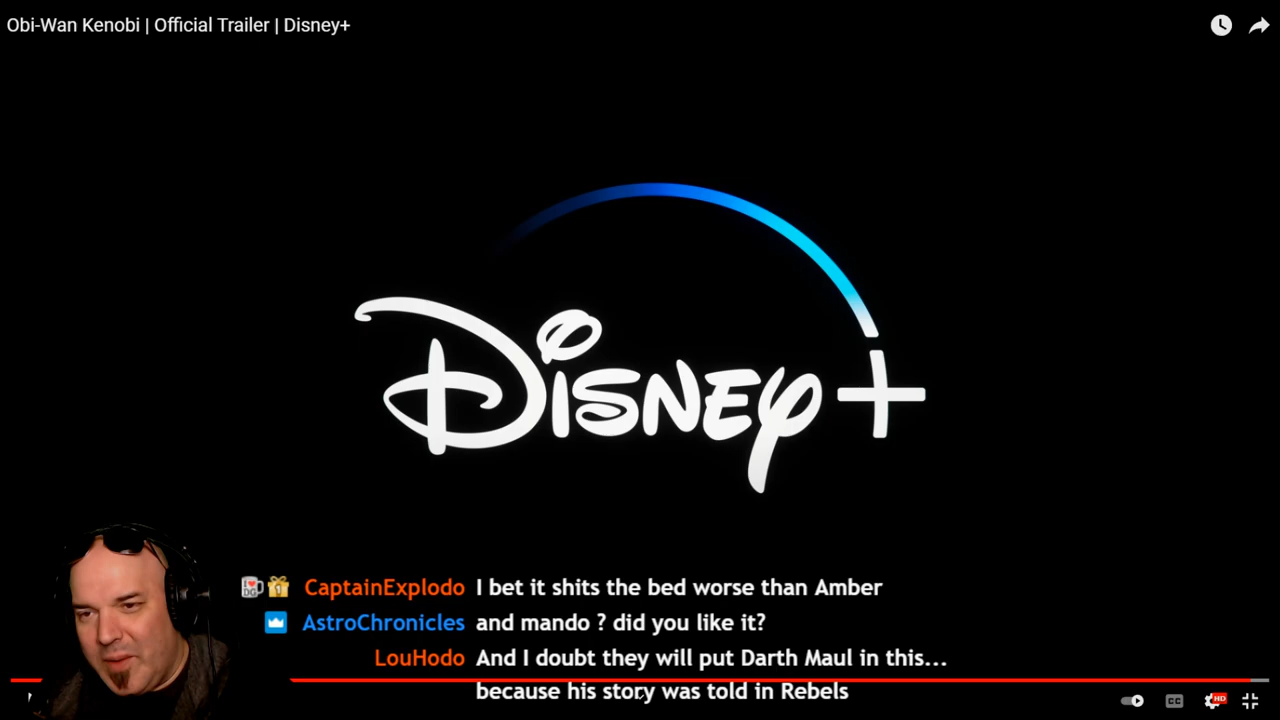 Obi-Wan Kenobi | Official Trailer | Disney+
Disney+
CaptainExplodo I bet it shits the bed worse than Amber
AstroChronicles and mando ? did you like it?
LouHodo And I doubt they will put Darth Maul in this...
because his story was told in Rebels
CC
HD